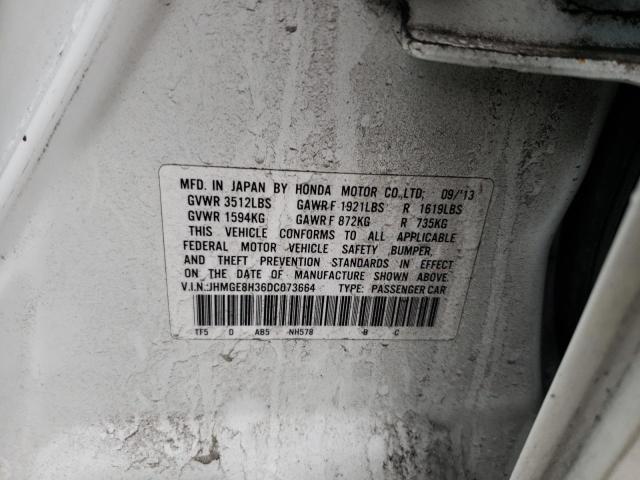 MFD. IN JAPAN BY HONDA MOTOR CO.,LTD. 09/'13
GVWR 3512LBS GAWR F 1921LBS R 1619LBS
GVWR 1594KG GAWR F 872KG R 735KG
THIS VEHICLE CONFORMS TO ALL APPLICABLE
FEDERAL MOTOR VEHICLE SAFETY ,BUMPER,
AND THEFT PREVENTION STANDARDS IN EFFECT
ON THE DATE OF MANUFACTURE SHOWN ABOVE.
V.I.N.:JHMGE8H36DC073664 TYPE: PASSENGER CAR
TF5 D AB5 NH578 -B -C